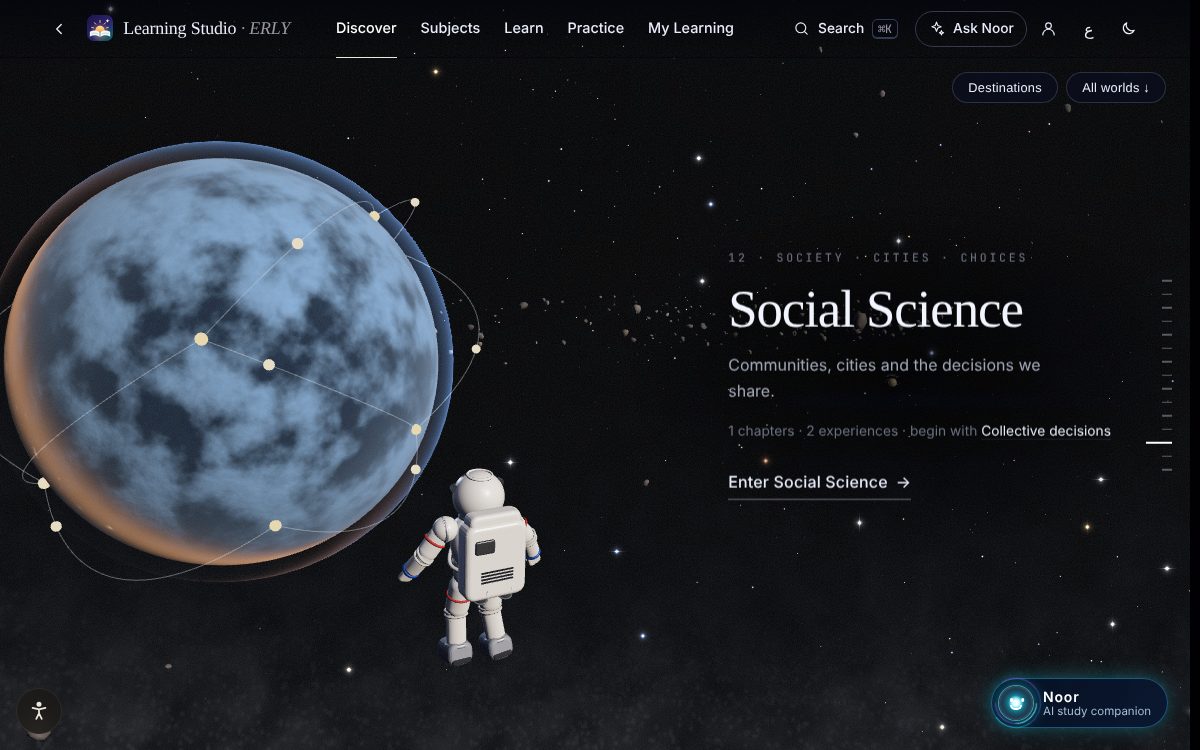 Learning Studio · ERLY
Discover
Subjects
Learn
Practice
My Learning
Search
⌘K
Ask Noor
ع
Destinations
All worlds ↓
12 · SOCIETY · CITIES · CHOICES
Social Science
Communities, cities and the decisions we
share.
1 chapters · 2 experiences · begin with Collective decisions
Enter Social Science →
Noor
AI study companion